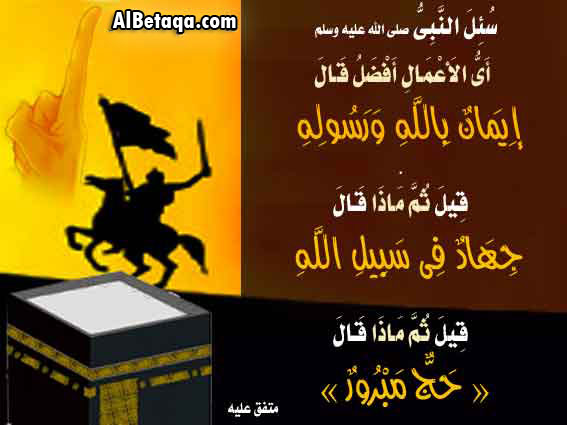 AlBetaqa.com
سُئِلَ النَّبِىُّ صلى الله عليه وسلم
أَىُّ الأَعْمَالِ أَفْضَلُ قَالَ
إِيمَانٌ بِاللَّهِ وَرَسُولِهِ
.
قِيلَ ثُمَّ مَاذَا قَالَ
جِهَادٌ فِى سَبِيلِ اللَّهِ
قِيلَ ثُمَّ مَاذَا قَالَ
« حَجٌّ مَبْرُورٌ »
متفق عليه